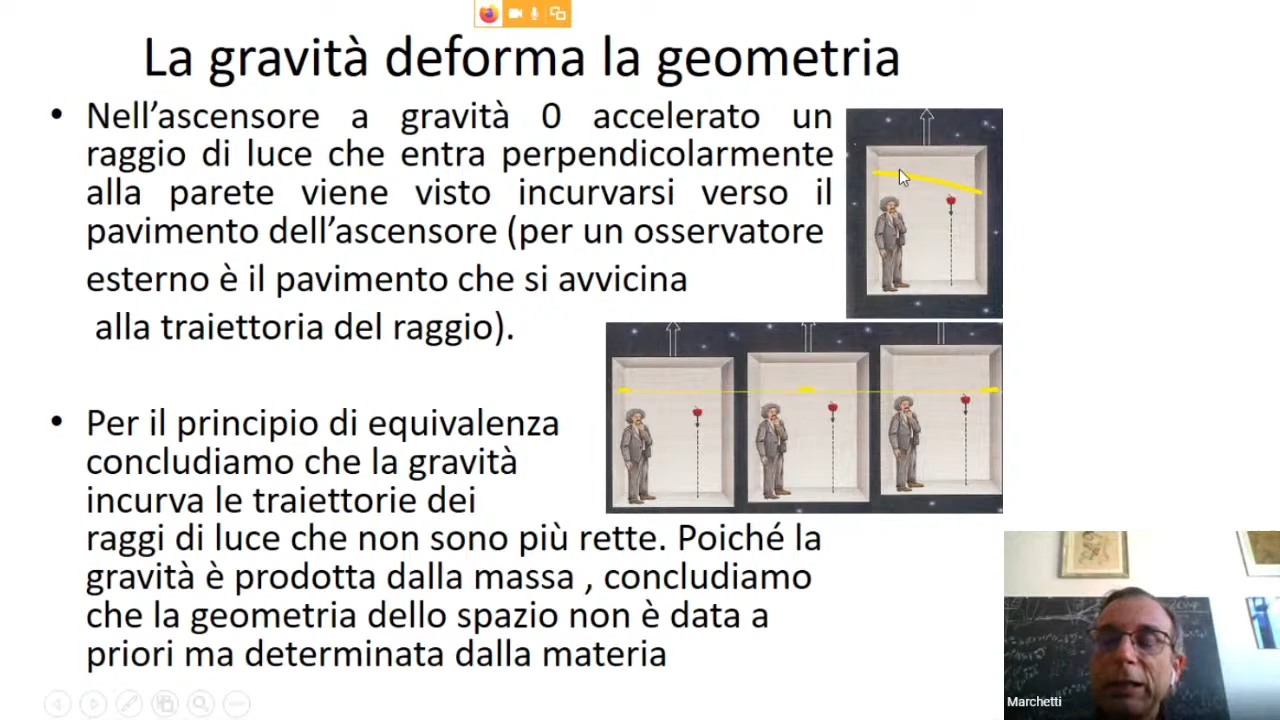 La gravità deforma la geometria
• Nell’ascensore a gravità 0 accelerato un
raggio di luce che entra perpendicolarmente
alla parete viene visto incurvarsi verso il
pavimento dell’ascensore (per un osservatore
esterno è il pavimento che si avvicina
alla traiettoria del raggio).
• Per il principio di equivalenza
concludiamo che la gravità
incurva le traiettorie dei
raggi di luce che non sono più rette. Poiché la
gravità è prodotta dalla massa , concludiamo
che la geometria dello spazio non è data a
priori ma determinata dalla materia
Marchetti